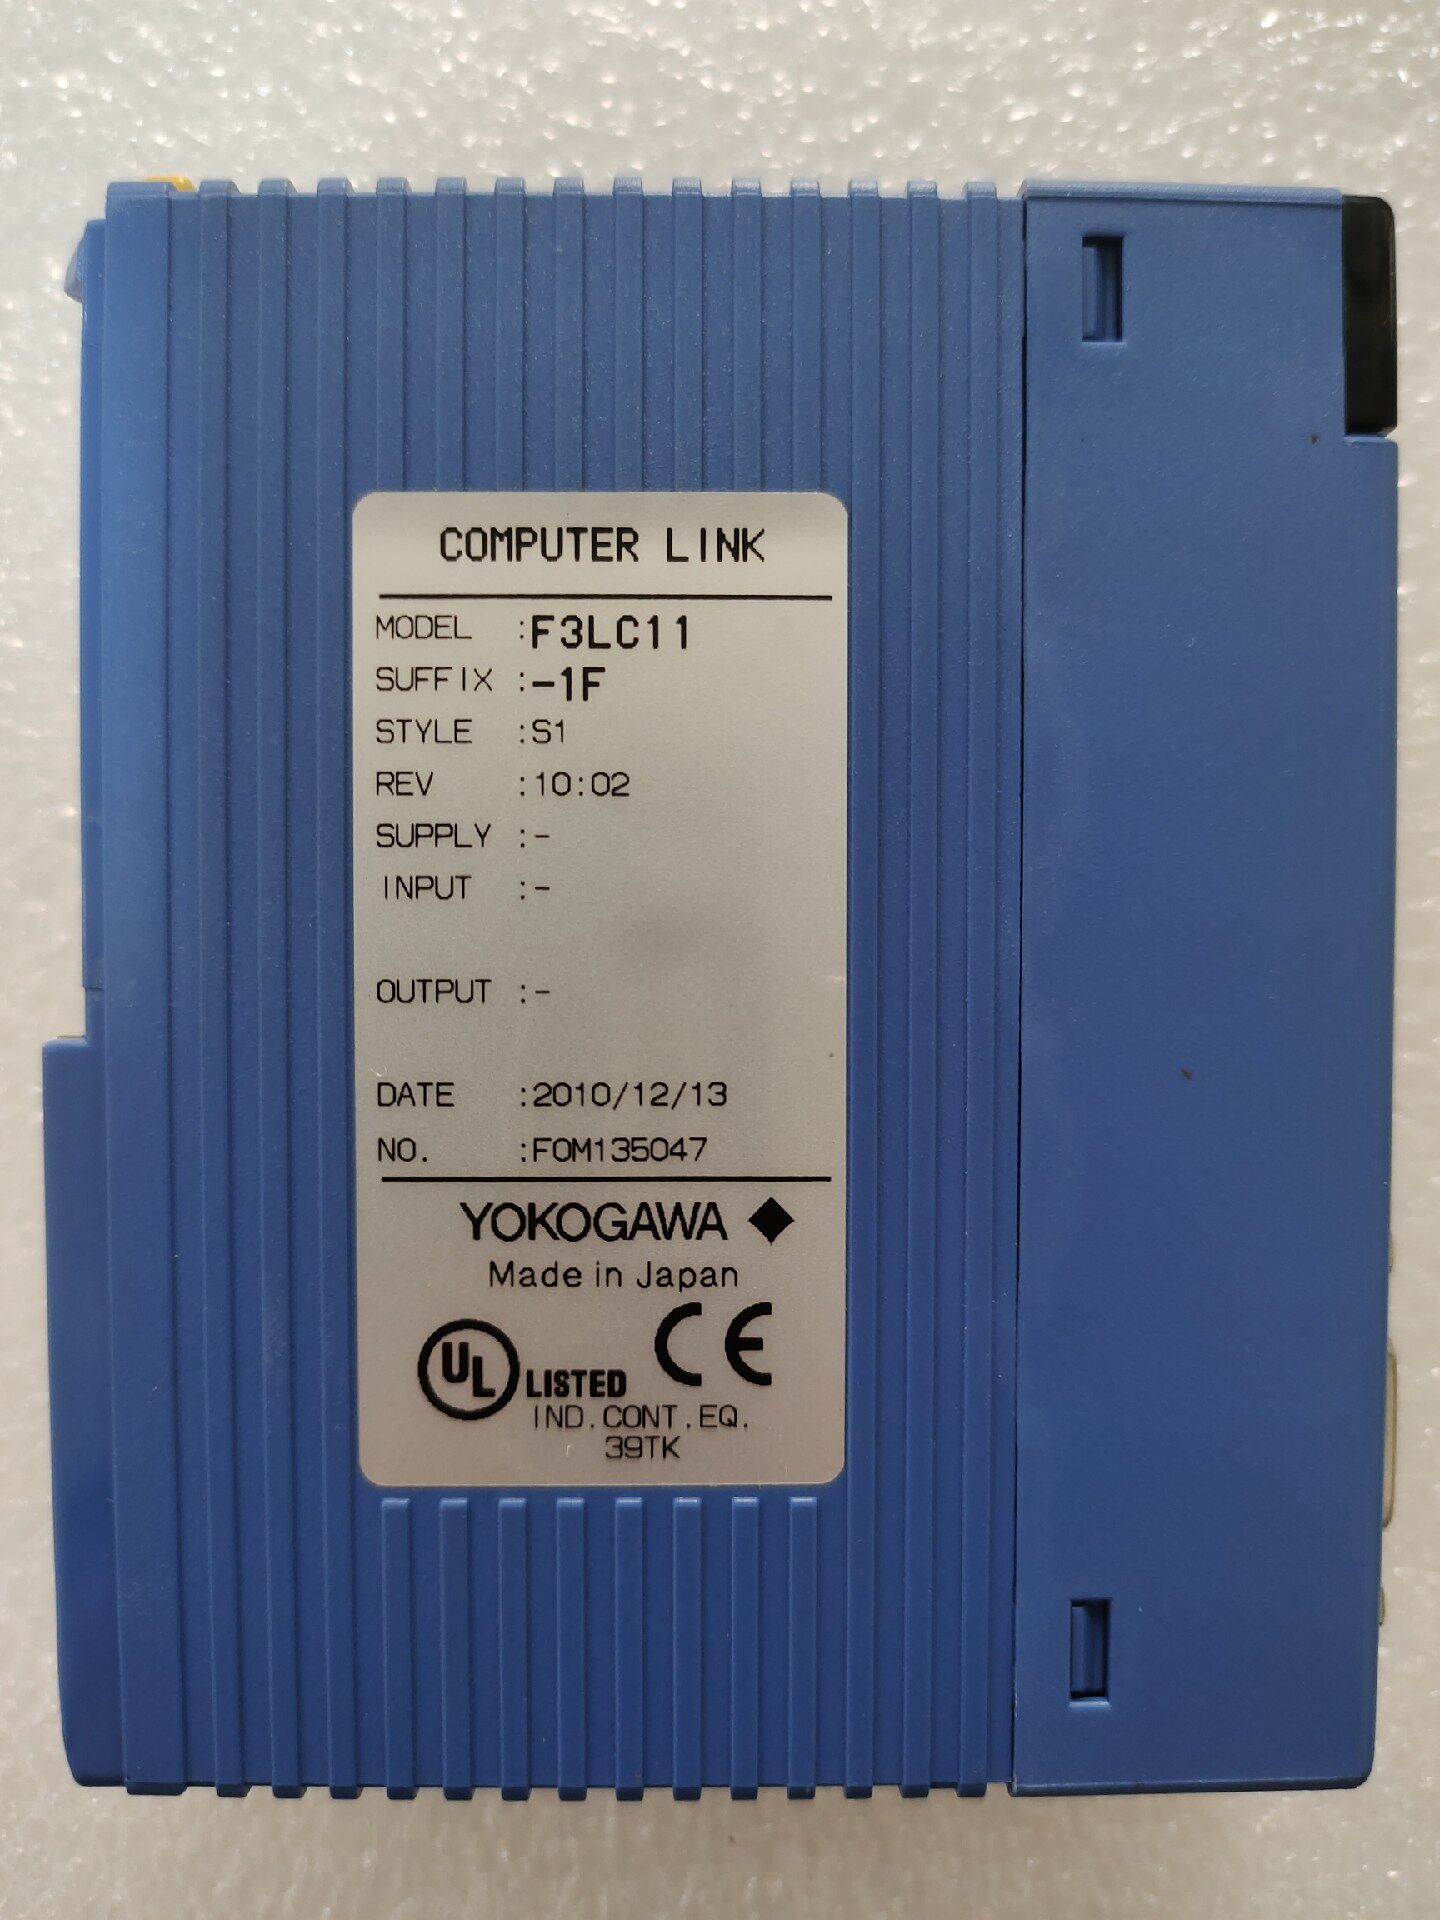 COMPUTER LINK
MODEL :F3LC11
SUFFIX :-1F
STYLE :S1
REV :10:02
SUPPLY :-
INPUT :-
OUTPUT :-
DATE :2010/12/13
NO. :F0M135047
YOKOGAWA ◆
Made in Japan
UL LISTED CE
IND.CONT.EQ.
39TK